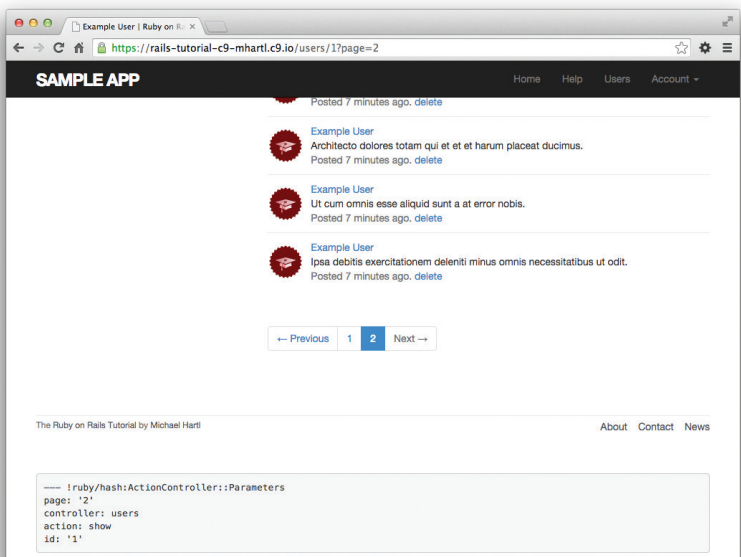 Example User | Ruby on Ra
https://rails-tutorial-c9-mhartl.c9.io/users/1?page=2
SAMPLE APP
Home Help Users Account
Posted 7 minutes ago. delete
Example User
Architecto dolores totam qui et et et harum placeat ducimus.
Posted 7 minutes ago. delete
Example User
Ut cum omnis esse aliquid sunt a at error nobis.
Posted 7 minutes ago. delete
Example User
Ipsa debitis exercitationem deleniti minus omnis necessitatibus ut odit.
Posted 7 minutes ago. delete
← Previous 1 2 Next →
The Ruby on Rails Tutorial by Michael Hartl
About Contact News
--- !ruby/hash:ActionController::Parameters
page: '2'
controller: users
action: show
id: '1'